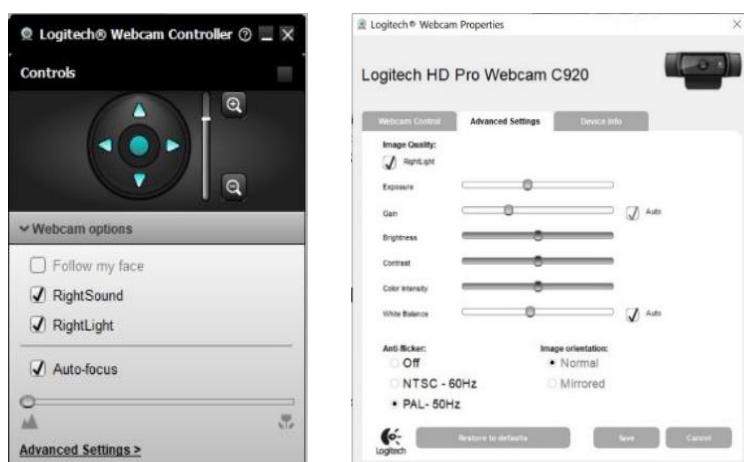 Logitech® Webcam Controller
Controls
Webcam options
Follow my face
RightSound
RightLight
Auto-focus
Advanced Settings >
Logitech® Webcam Properties
Logitech HD Pro Webcam C920
Webcam Control Advanced Settings Device Info
Image Quality:
RightLight
Exposure
Gain Auto
Brightness
Contrast
Color Intensity
White Balance Auto
Anti-flicker: Image orientation:
Off Normal
NTSC - 60Hz Mirrored
PAL- 50Hz
Logitech Restore to defaults Save Cancel